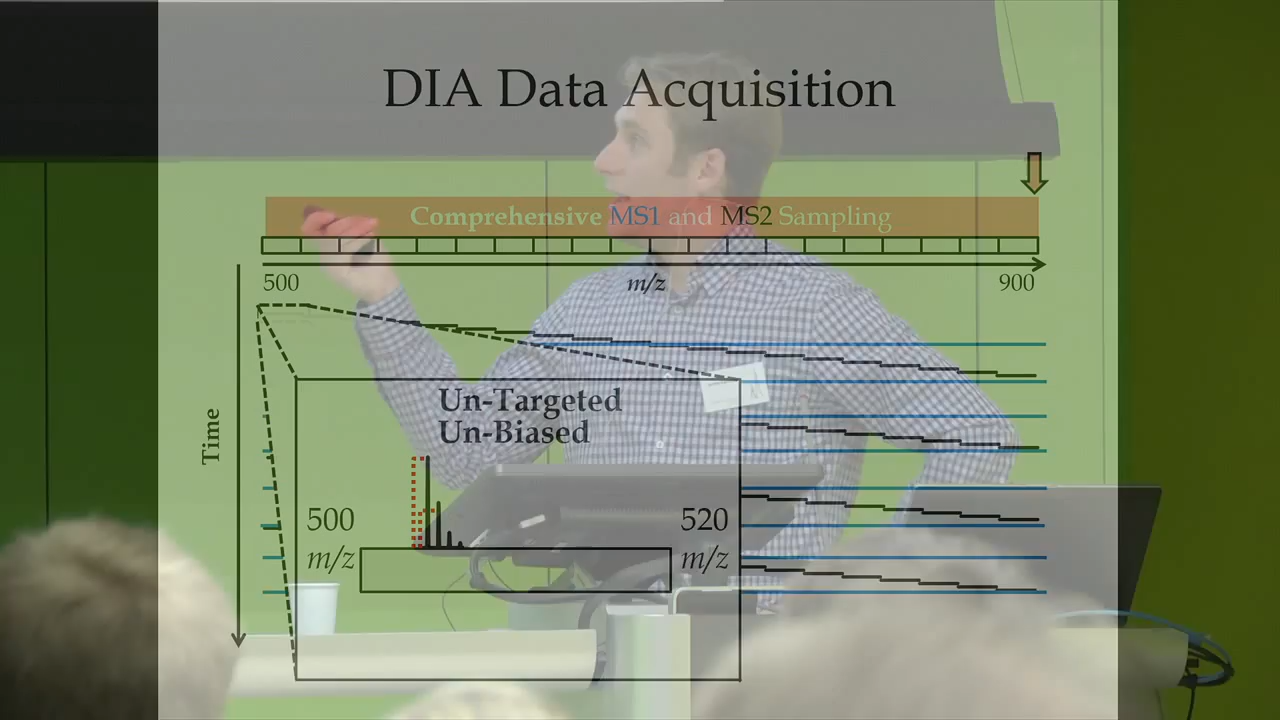 DIA Data Acquisition
Comprehensive MS1 and MS2 Sampling
500 m/z 900
Time
Un-Targeted
Un-Biased
500 520
m/z m/z